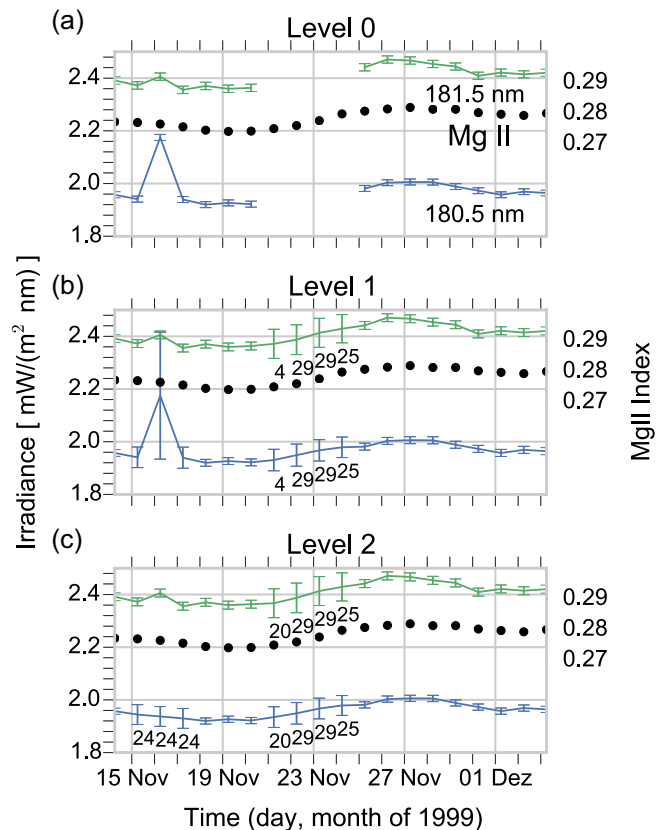 (a) Level 0
2.4
2.2
2.0
1.8
181.5 nm
Mg II
180.5 nm
0.29
0.28
0.27
(b) Level 1
2.4
2.2
2.0
1.8
4 29 29 25
4 29 29 25
0.29
0.28
0.27
(c) Level 2
2.4
2.2
2.0
1.8
20 29 29 25
24 24 24 20 29 29 25
0.29
0.28
0.27
15 Nov 19 Nov 23 Nov 27 Nov 01 Dez
Time (day, month of 1999)
Irradiance [ mW/(m² nm) ]
MgII Index